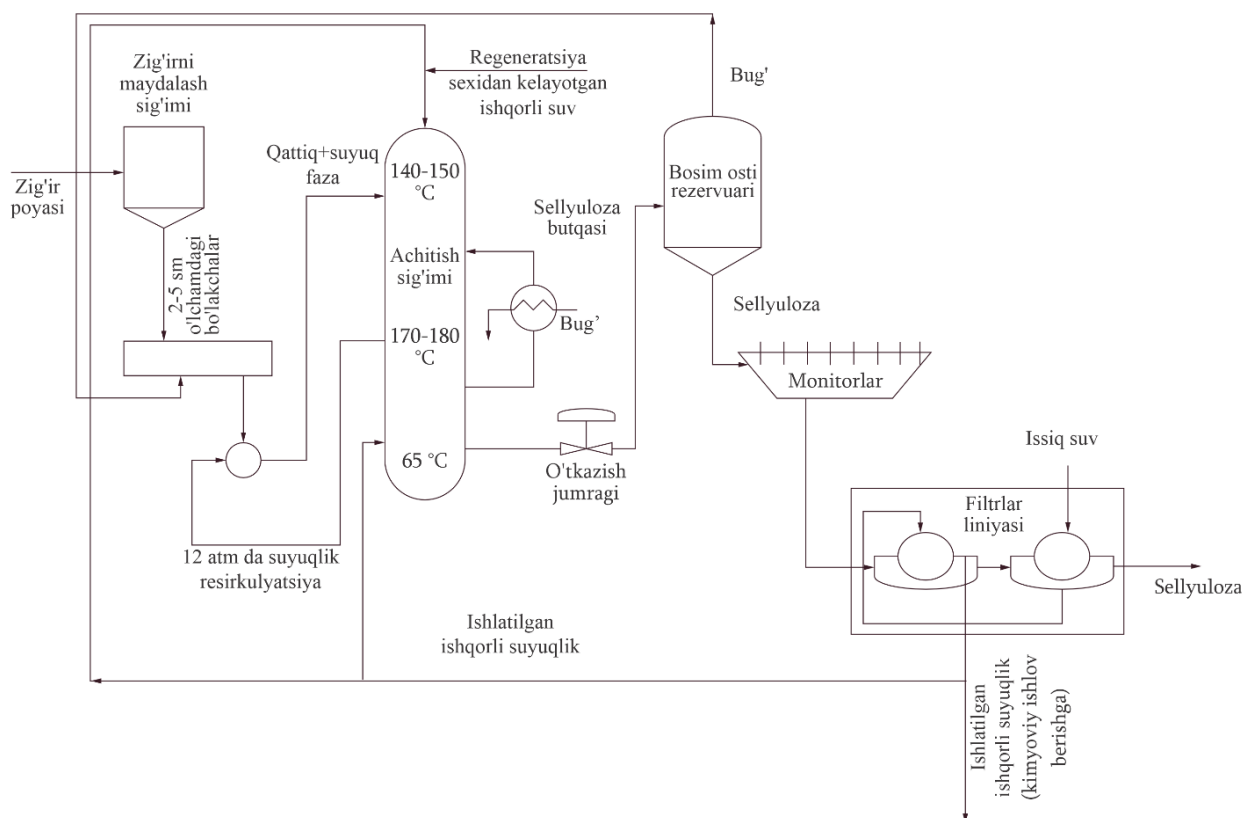 Zig'irni
maydalash
sig'imi
Zig'ir
poyasi
2-5 sm
o'lchamdagi
bo'lakchalar
Qattiq+suyuq
faza
Regeneratsiya
sexidan kelayotgan
ishqorli suv
140-150
°C
Achitish
sig'imi
170-180
°C
65 °C
Bug’
12 atm da suyuqlik
resirkulyatsiya
O'tkazish
jumragi
Sellyuloza
butqasi
Bug'
Bosim osti
rezervuari
Sellyuloza
Monitorlar
Issiq suv
Filtrlar
liniyasi
Sellyuloza
Ishlatilgan
ishqorli suyuqlik
Ishlatilgan
ishqorli suyuqlik
(kimyoviy ishlov
berishga)